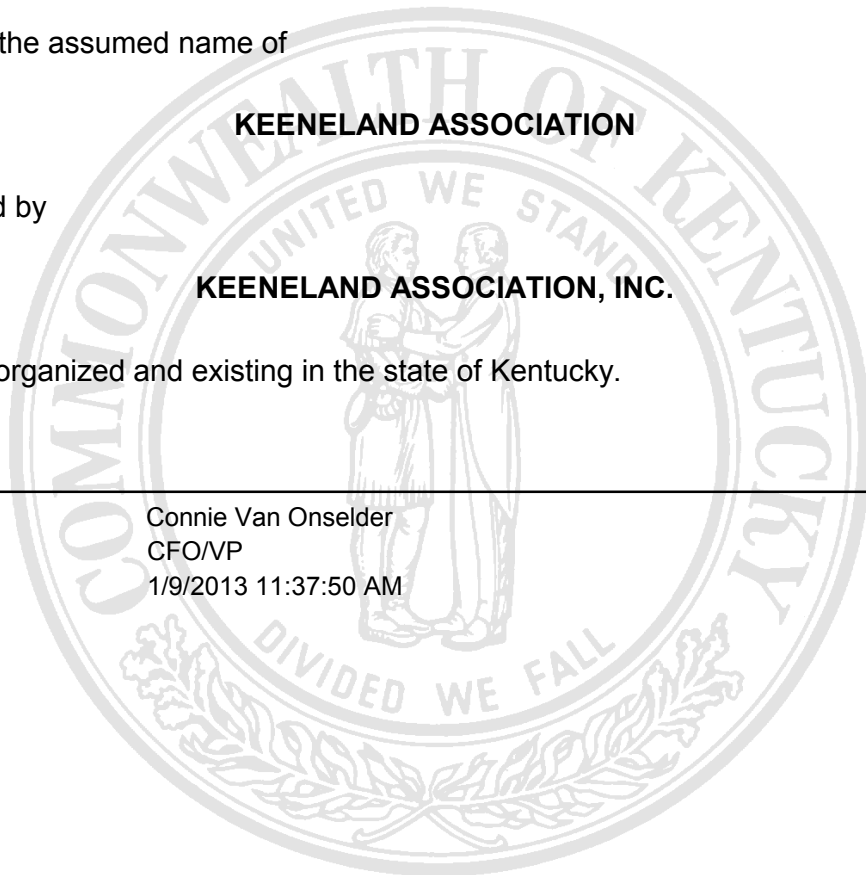 the assumed name of
KEENELAND ASSOCIATION
d by
KEENELAND ASSOCIATION, INC.
organized and existing in the state of Kentucky.
Connie Van Onselder
CFO/VP
1/9/2013 11:37:50 AM
COMMONWEALTH OF KENTUCKY
UNITED WE STAND
DIVIDED WE FALL